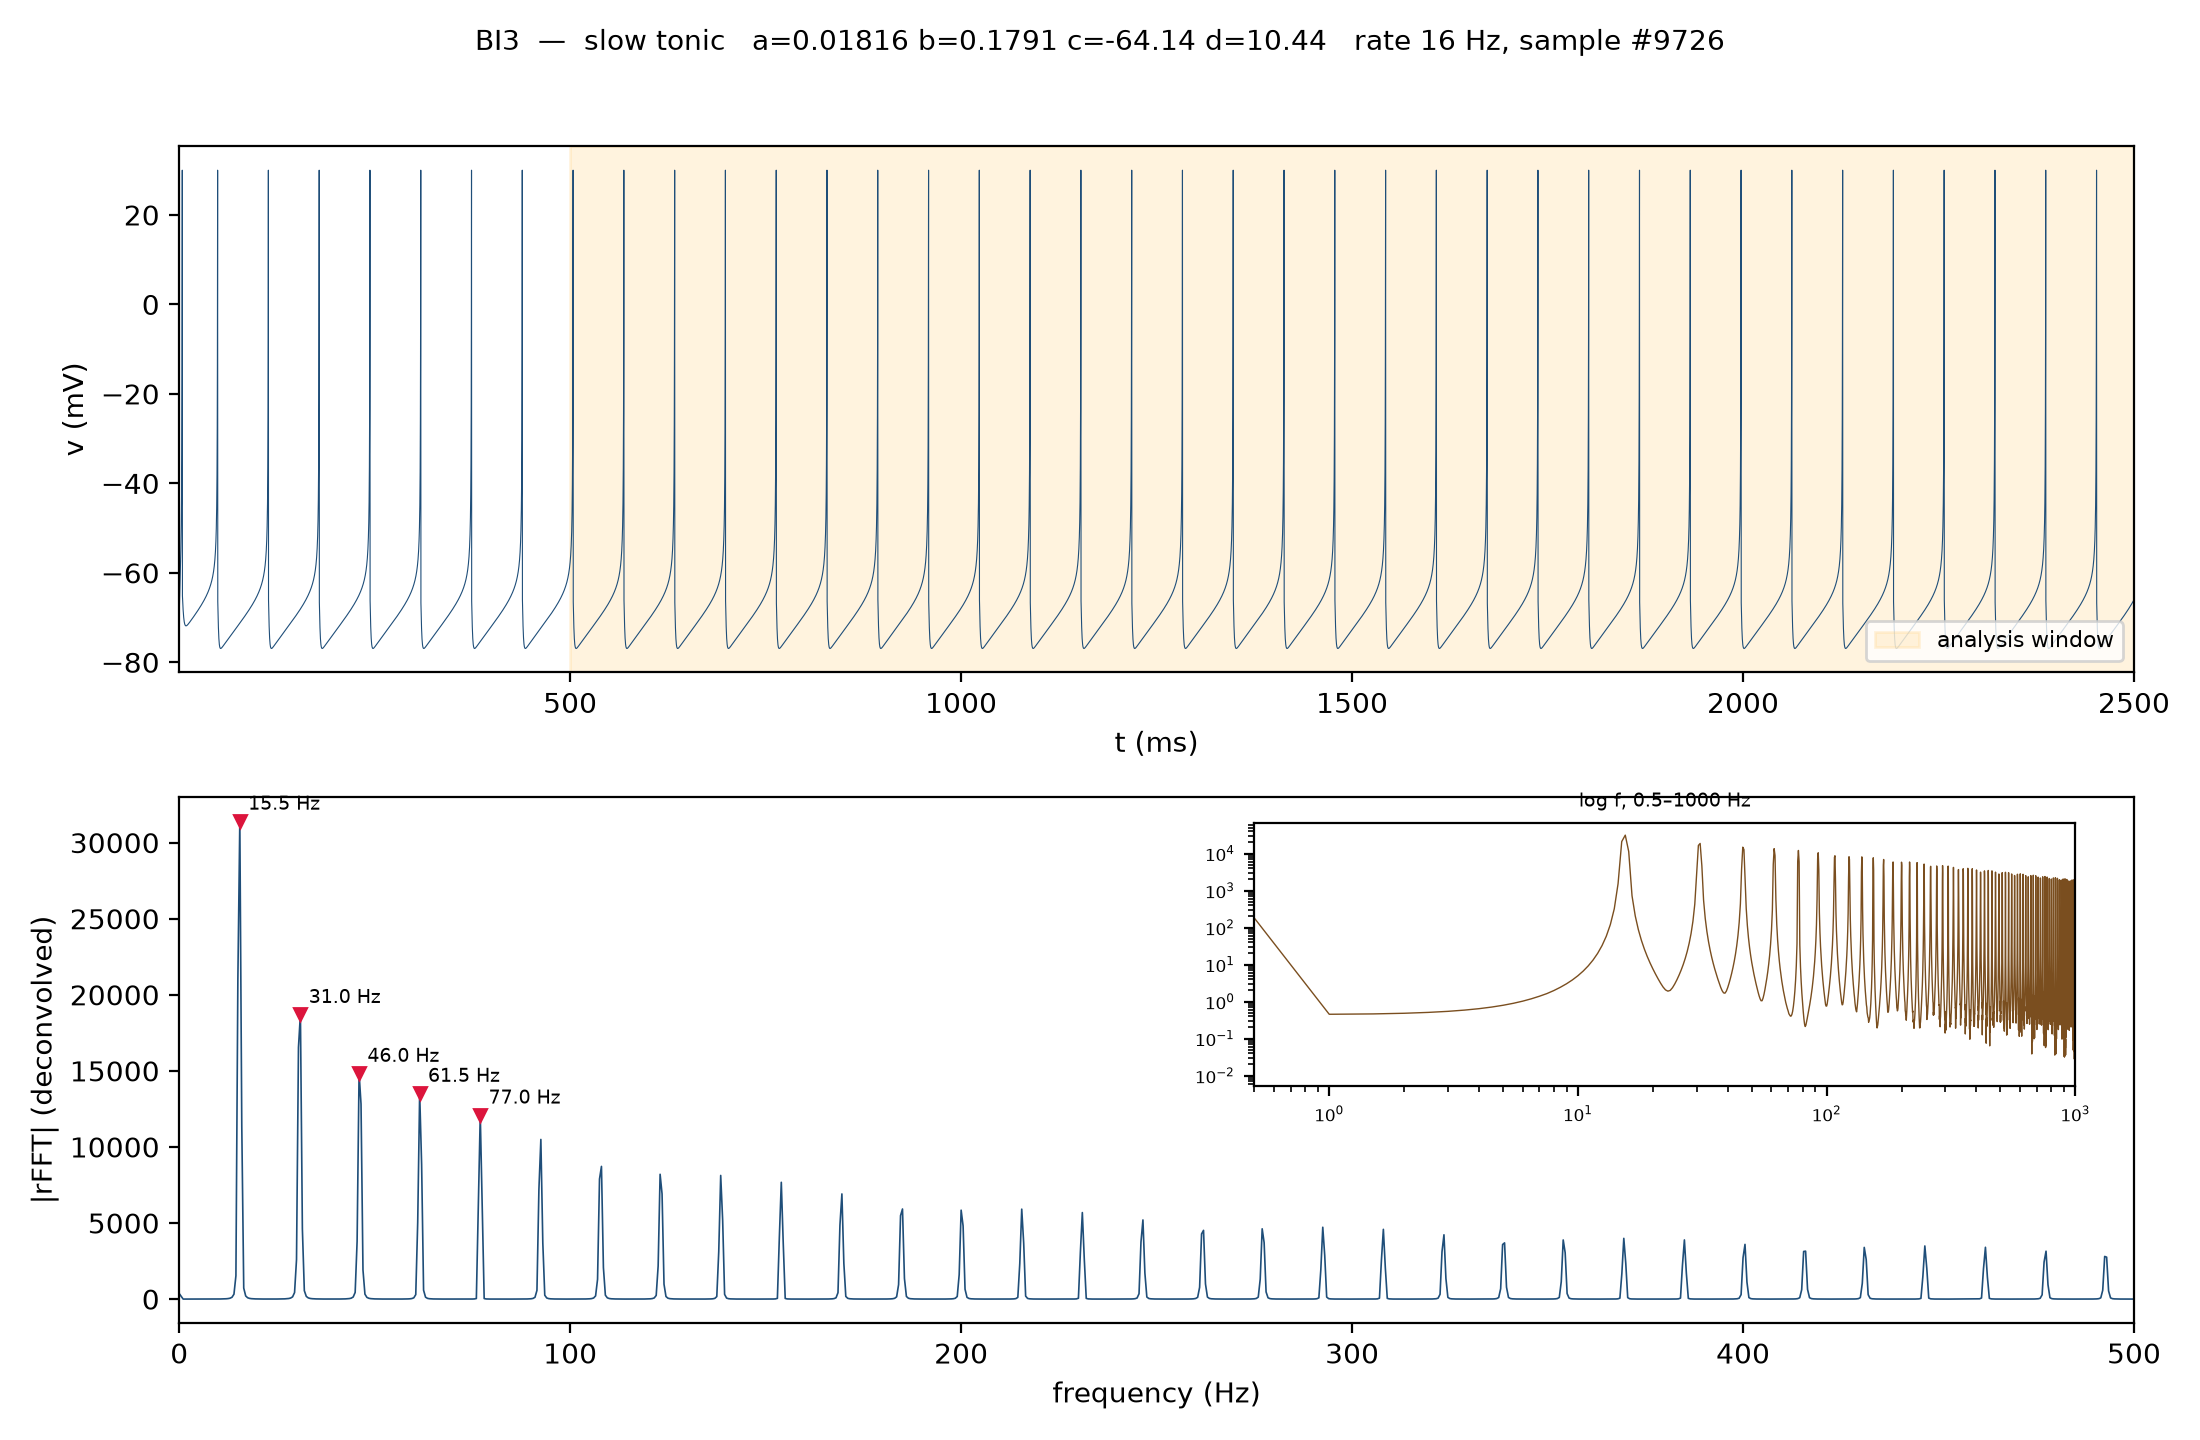 BI3 — slow tonic a=0.01816 b=0.1791 c=-64.14 d=10.44 rate 16 Hz, sample #9726
20
0
−20
−40
−60
−80
v (mV)
500
1000
1500
2000
2500
t (ms)
analysis window
30000
25000
20000
15000
10000
5000
0
|rFFT| (deconvolved)
15.5 Hz
31.0 Hz
46.0 Hz
61.5 Hz
77.0 Hz
log f, 0.5–1000 Hz
10⁴
10³
10²
10¹
10⁰
10⁻¹
10⁻²
10⁰
10¹
10²
10³
0
100
200
300
400
500
frequency (Hz)